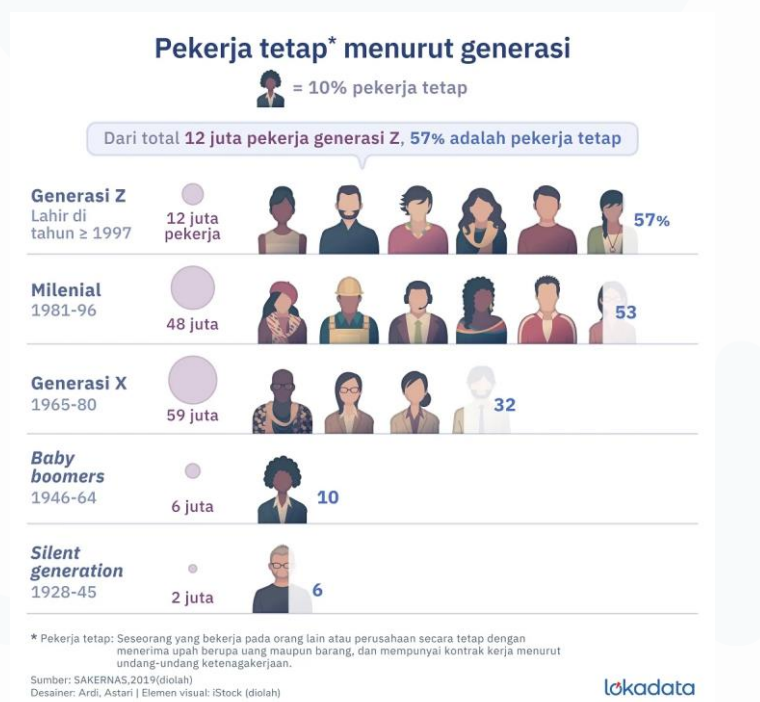 Pekerja tetap* menurut generasi
= 10% pekerja tetap
Dari total 12 juta pekerja generasi Z, 57% adalah pekerja tetap
Generasi Z
Lahir di
tahun ≥ 1997
12 juta
pekerja
57%
Milenial
1981-96
48 juta
53
Generasi X
1965-80
59 juta
32
Baby
boomers
1946-64
6 juta
10
Silent
generation
1928-45
2 juta
6
* Pekerja tetap: Seseorang yang bekerja pada orang lain atau perusahaan secara tetap dengan
menerima upah berupa uang maupun barang, dan mempunyai kontrak kerja menurut
undang-undang ketenagakerjaan.
Sumber: SAKERNAS,2019(diolah)
Desainer: Ardi, Astari | Elemen visual: iStock (diolah)
lokadata